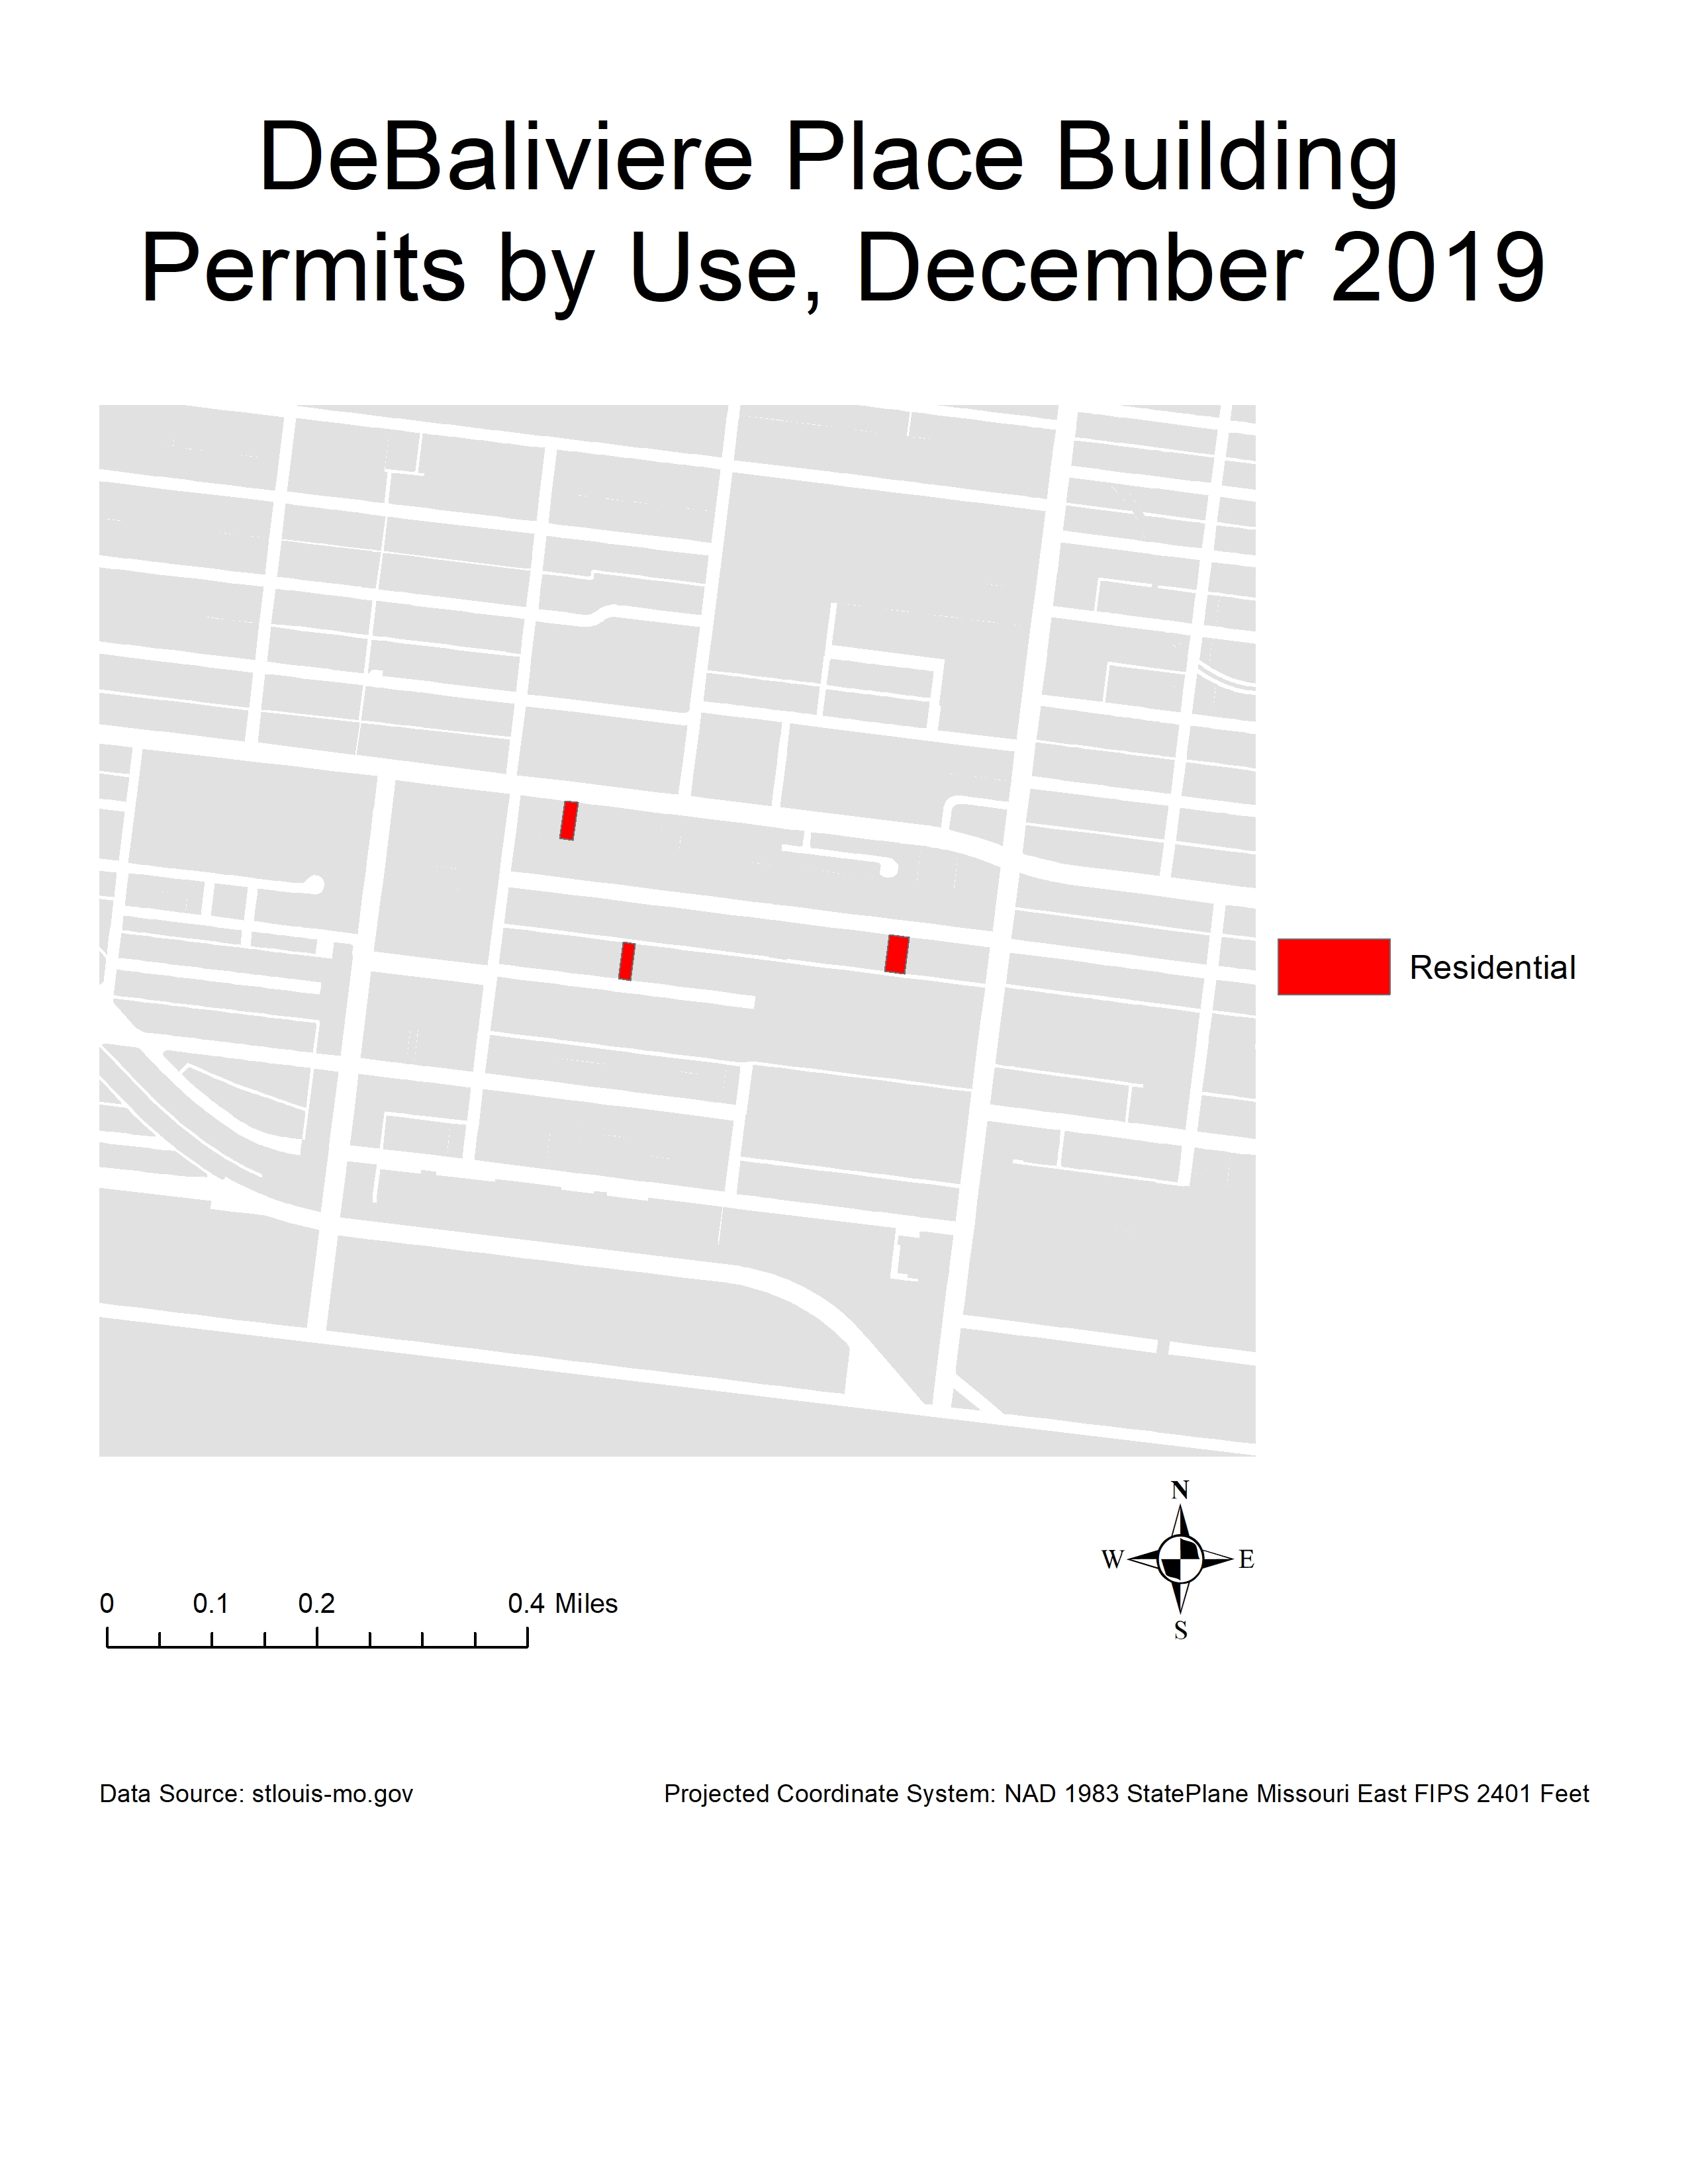 DeBaliviere Place Building
Permits by Use, December 2019
Residential
N
W
E
S
0 0.1 0.2 0.4 Miles
Data Source: stlouis-mo.gov
Projected Coordinate System: NAD 1983 StatePlane Missouri East FIPS 2401 Feet